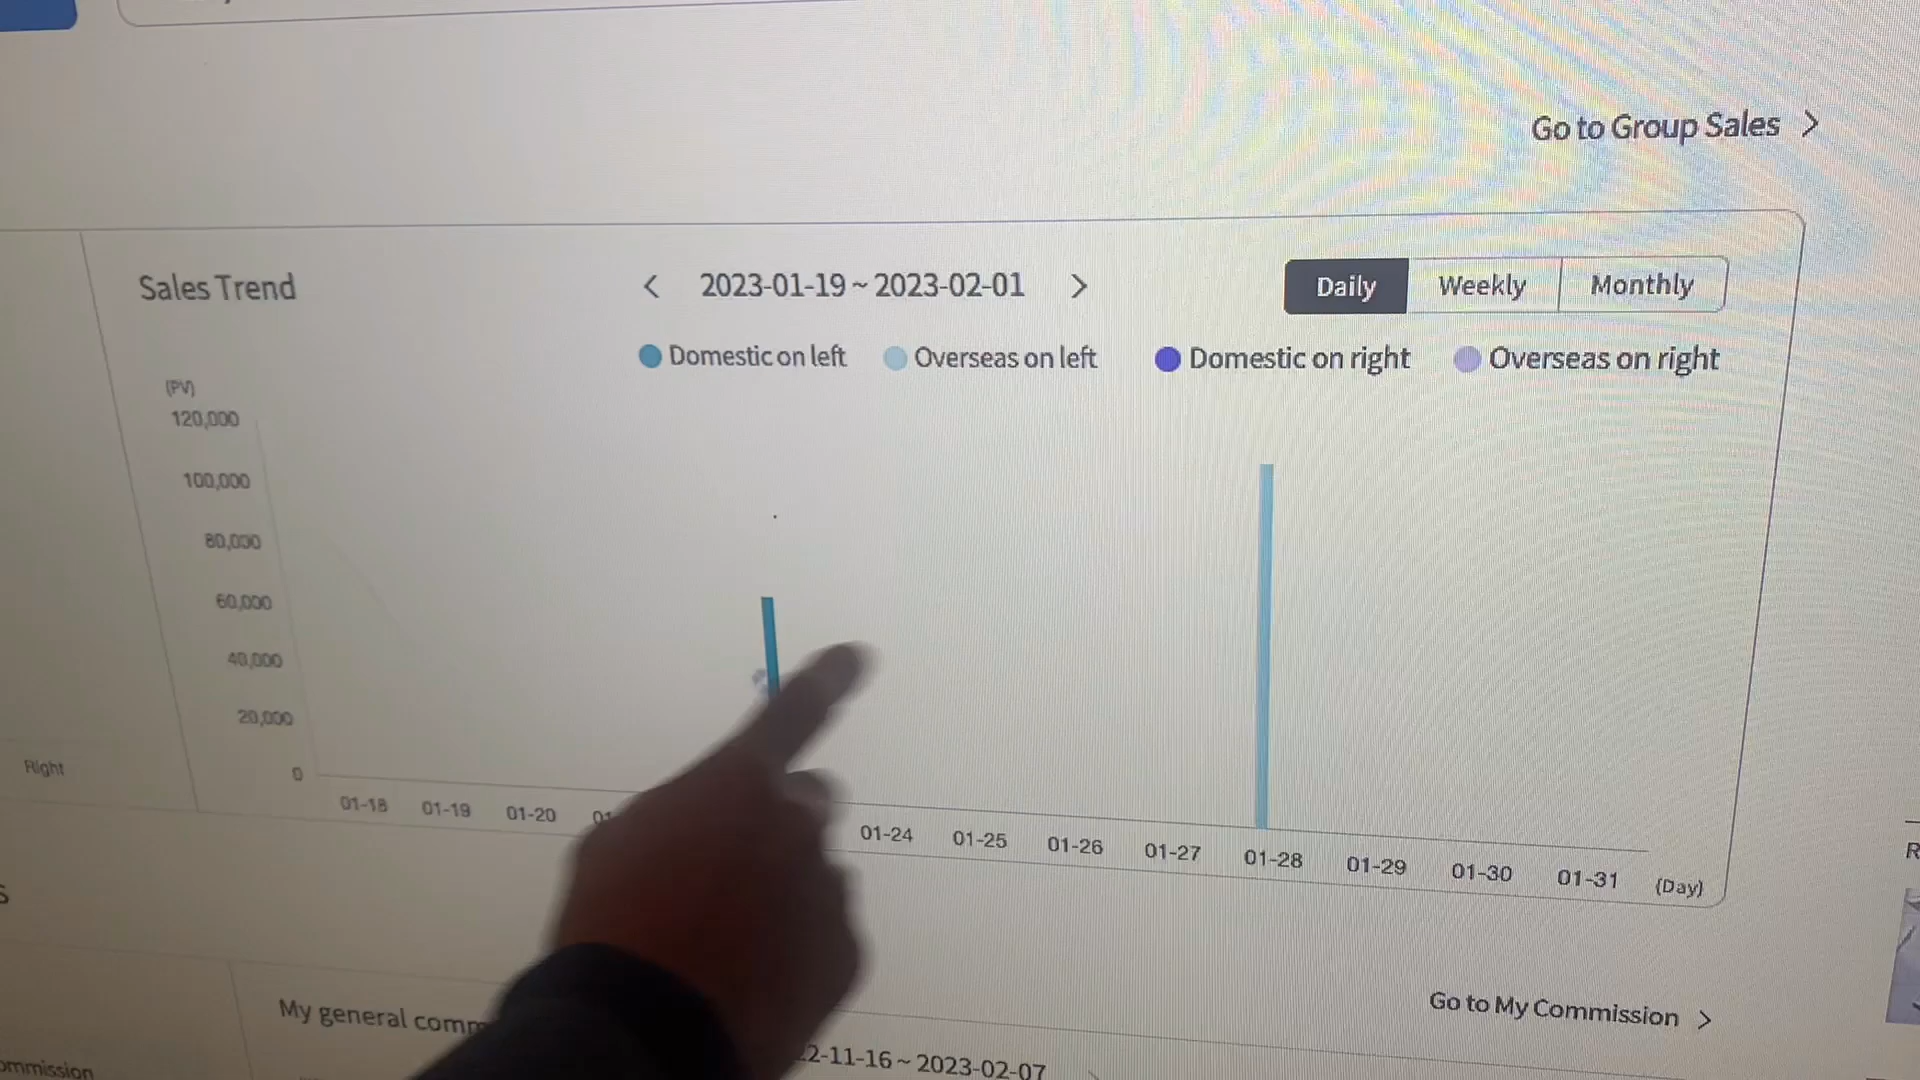 Go to Group Sales >
Sales Trend
< 2023-01-19 ~ 2023-02-01 >
Daily Weekly Monthly
Domestic on left Overseas on left Domestic on right Overseas on right
(PV)
120,000
100,000
80,000
60,000
40,000
20,000
0
Right
01-18 01-19 01-20 01-24 01-25 01-26 01-27 01-28 01-29 01-30 01-31 (Day)
Go to My Commission >
My general
22-11-16 ~ 2023-02-07